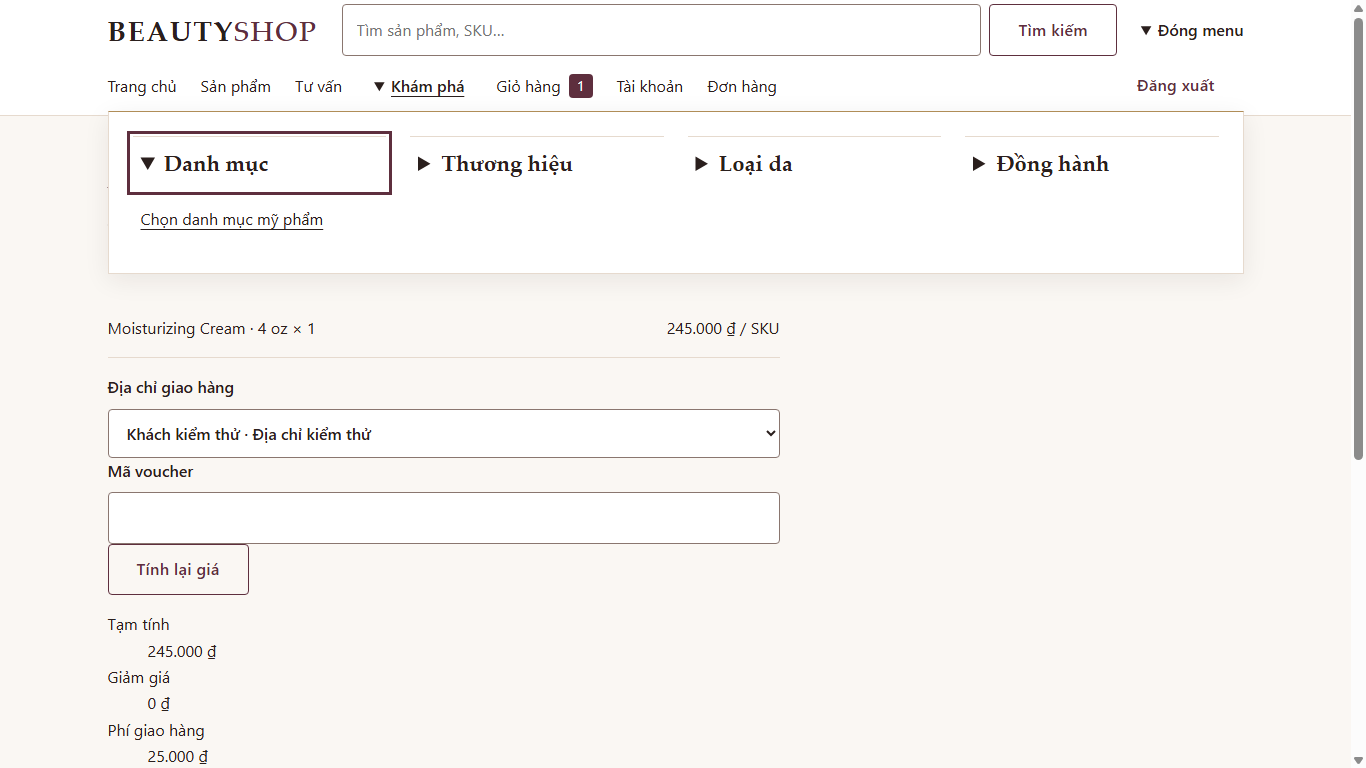 BEAUTYSHOP
Tìm sản phẩm, SKU...
Tìm kiếm
▼ Đóng menu
Trang chủ Sản phẩm Tư vấn ▼ Khám phá Giỏ hàng 1 Tài khoản Đơn hàng Đăng xuất
▼ Danh mục ▶ Thương hiệu ▶ Loại da ▶ Đồng hành
Chọn danh mục mỹ phẩm
Moisturizing Cream · 4 oz × 1 245.000 ₫ / SKU
Địa chỉ giao hàng
Khách kiểm thử · Địa chỉ kiểm thử
Mã voucher
Tính lại giá
Tạm tính
245.000 ₫
Giảm giá
0 ₫
Phí giao hàng
25.000 ₫